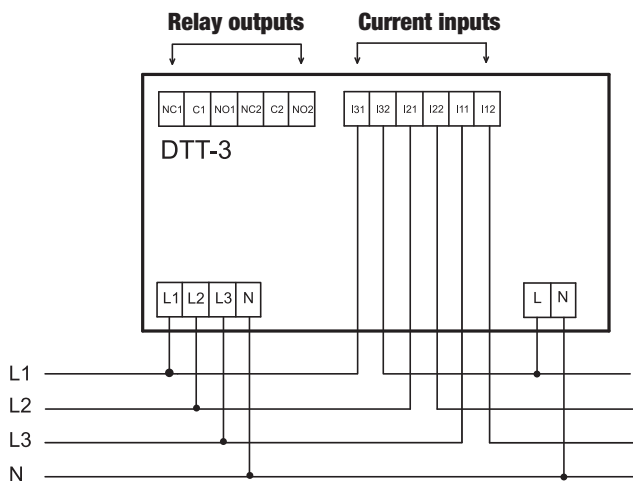 Relay outputs Current inputs
NC1 C1 NO1 NC2 C2 NO2 I31 I32 I21 I22 I11 I12
DTT-3
L1 L2 L3 N L N
L1
L2
L3
N